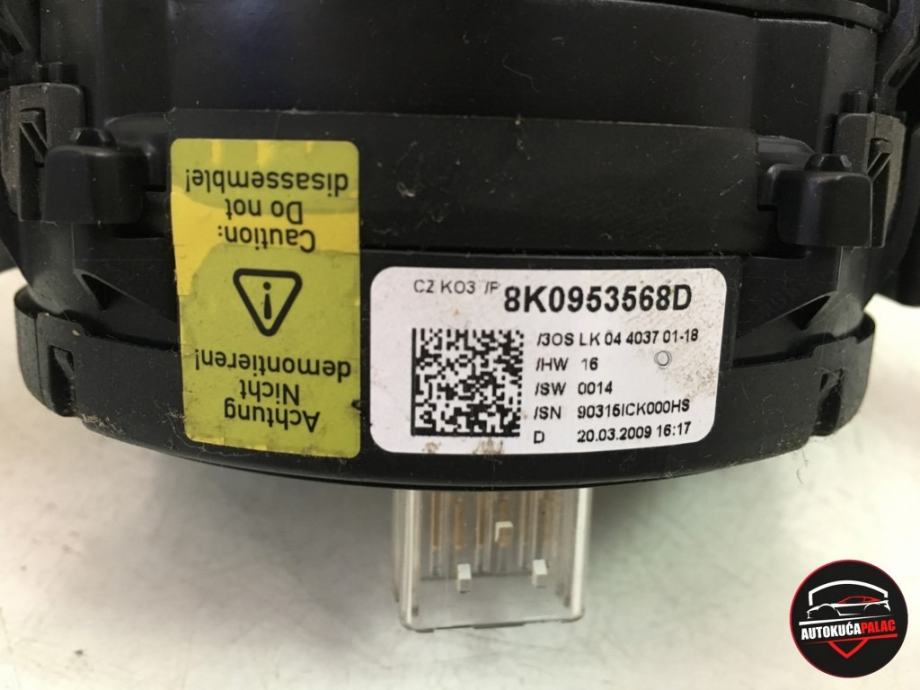 CZ KO3 /P 8K0953568D
/3OS LK 04 4037 01-18
/HW 16
/SW 0014
/SN 90315ICK000HS
D 20.03.2009 16:17
Achtung
Nicht
demontieren!
Caution:
Do not
disassemble!
AUTOKUĆA PALAC